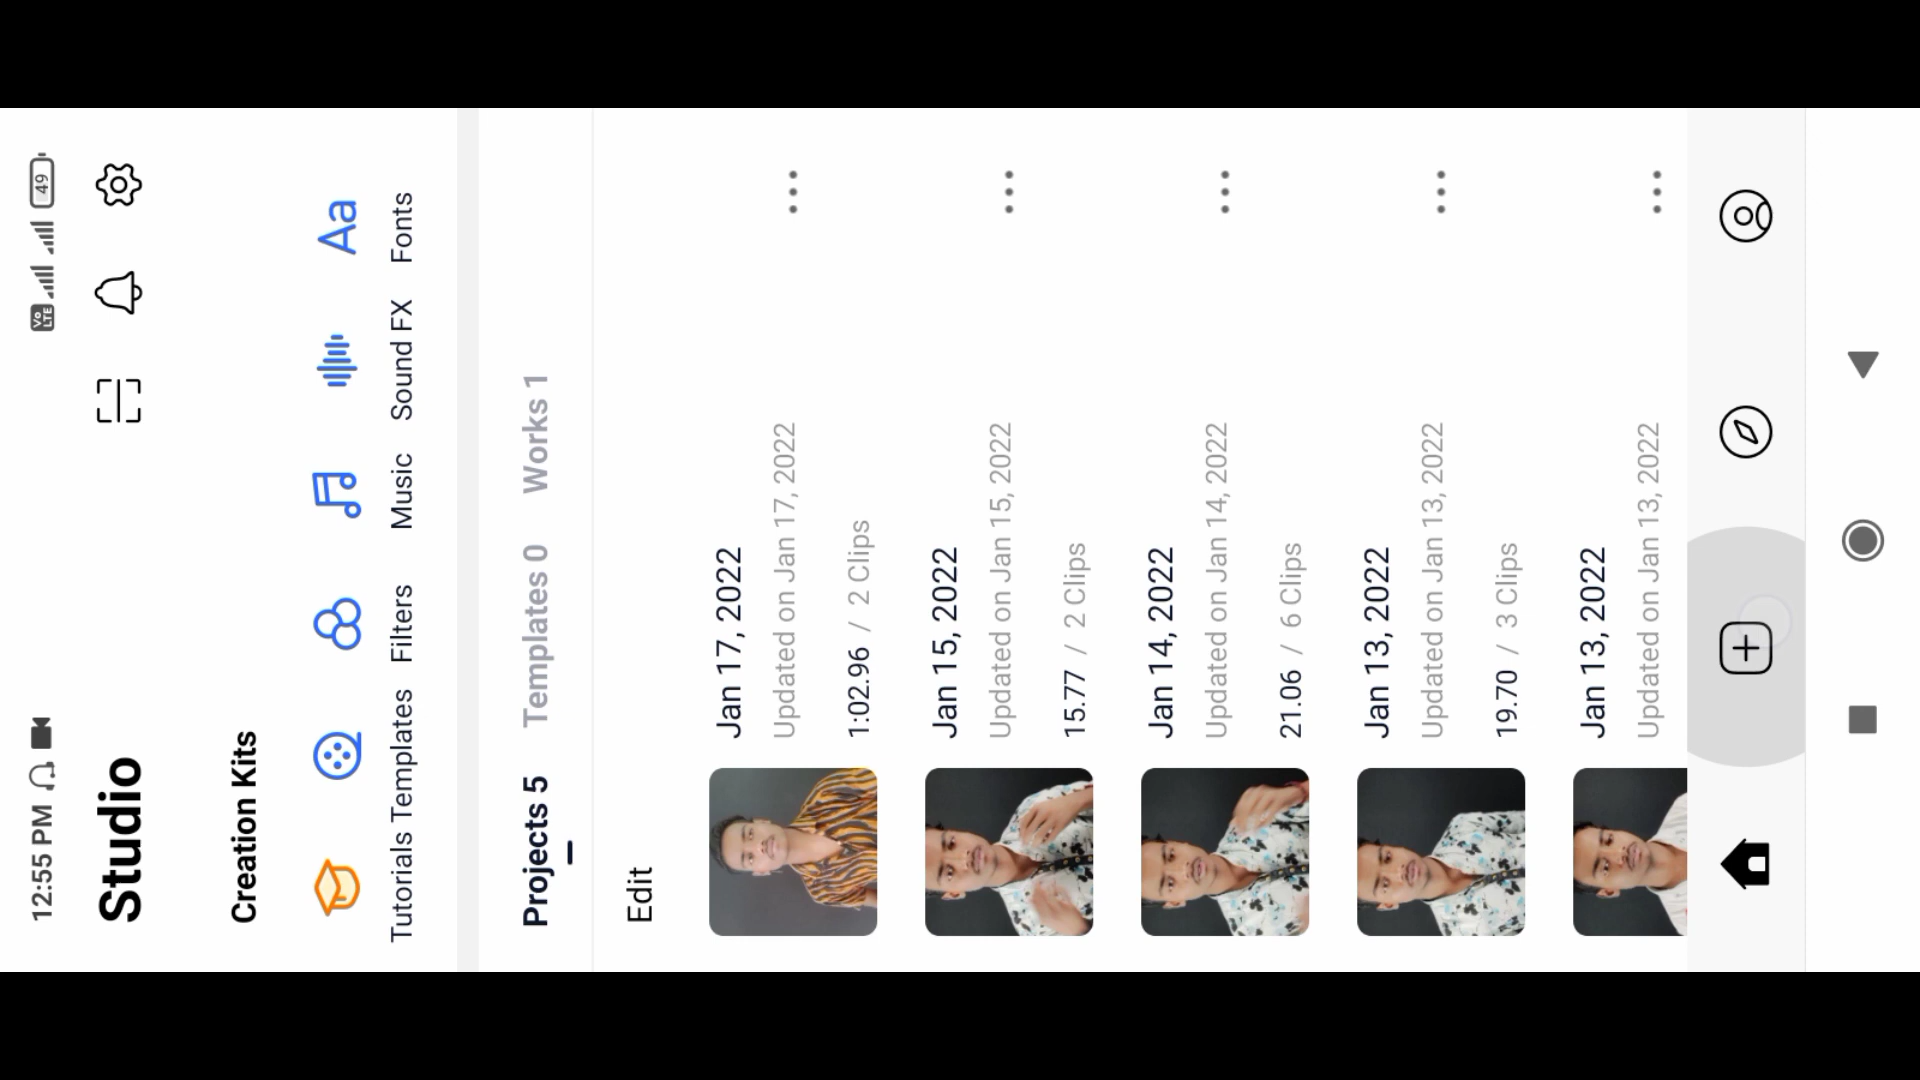 12:55 PM
Vo LTE
49
Studio
Creation Kits
Tutorials
Templates
Filters
Music
Sound FX
Aa
Fonts
Projects 5
Templates 0
Works 1
Edit
Jan 17, 2022
Updated on Jan 17, 2022
1:02.96 / 2 Clips
Jan 15, 2022
Updated on Jan 15, 2022
15.77 / 2 Clips
Jan 14, 2022
Updated on Jan 14, 2022
21.06 / 6 Clips
Jan 13, 2022
Updated on Jan 13, 2022
19.70 / 3 Clips
Jan 13, 2022
Updated on Jan 13, 2022